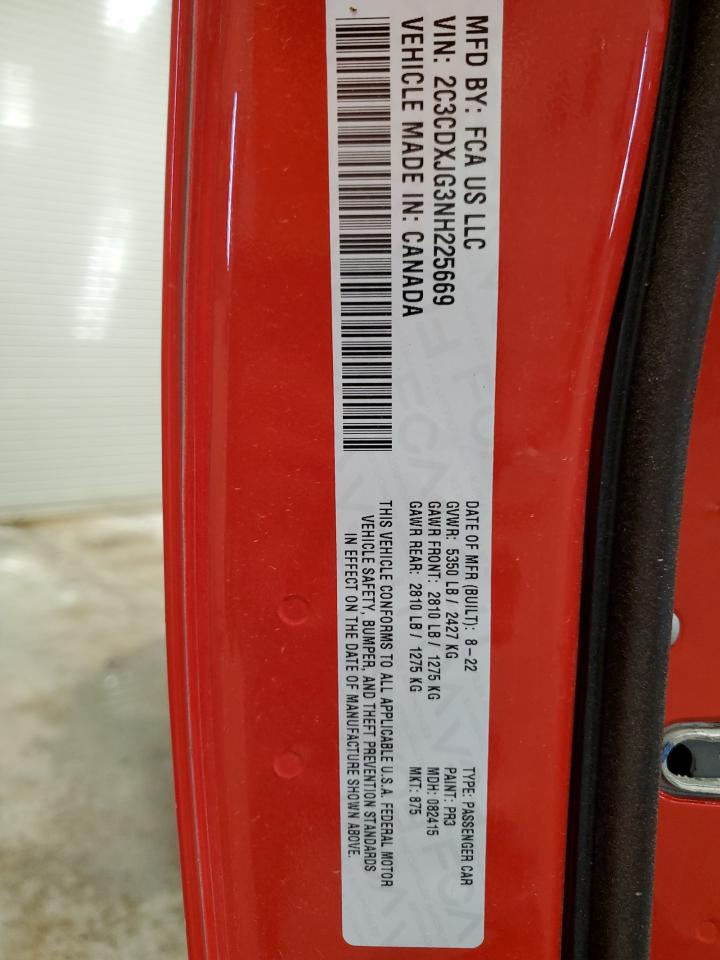 MFD BY: FCA US LLC
VIN: 2C3CDXJG3NH225669
VEHICLE MADE IN: CANADA
DATE OF MFR (BUILT): 8-22
GVWR: 5350 LB / 2427 KG
GAWR FRONT: 2810 LB / 1275 KG
GAWR REAR: 2810 LB / 1275 KG
TYPE: PASSENGER CAR
PAINT: PR3
MDH: 082415
MKT: 875
THIS VEHICLE CONFORMS TO ALL APPLICABLE U.S.A. FEDERAL MOTOR
VEHICLE SAFETY, BUMPER, AND THEFT PREVENTION STANDARDS
IN EFFECT ON THE DATE OF MANUFACTURE SHOWN ABOVE.